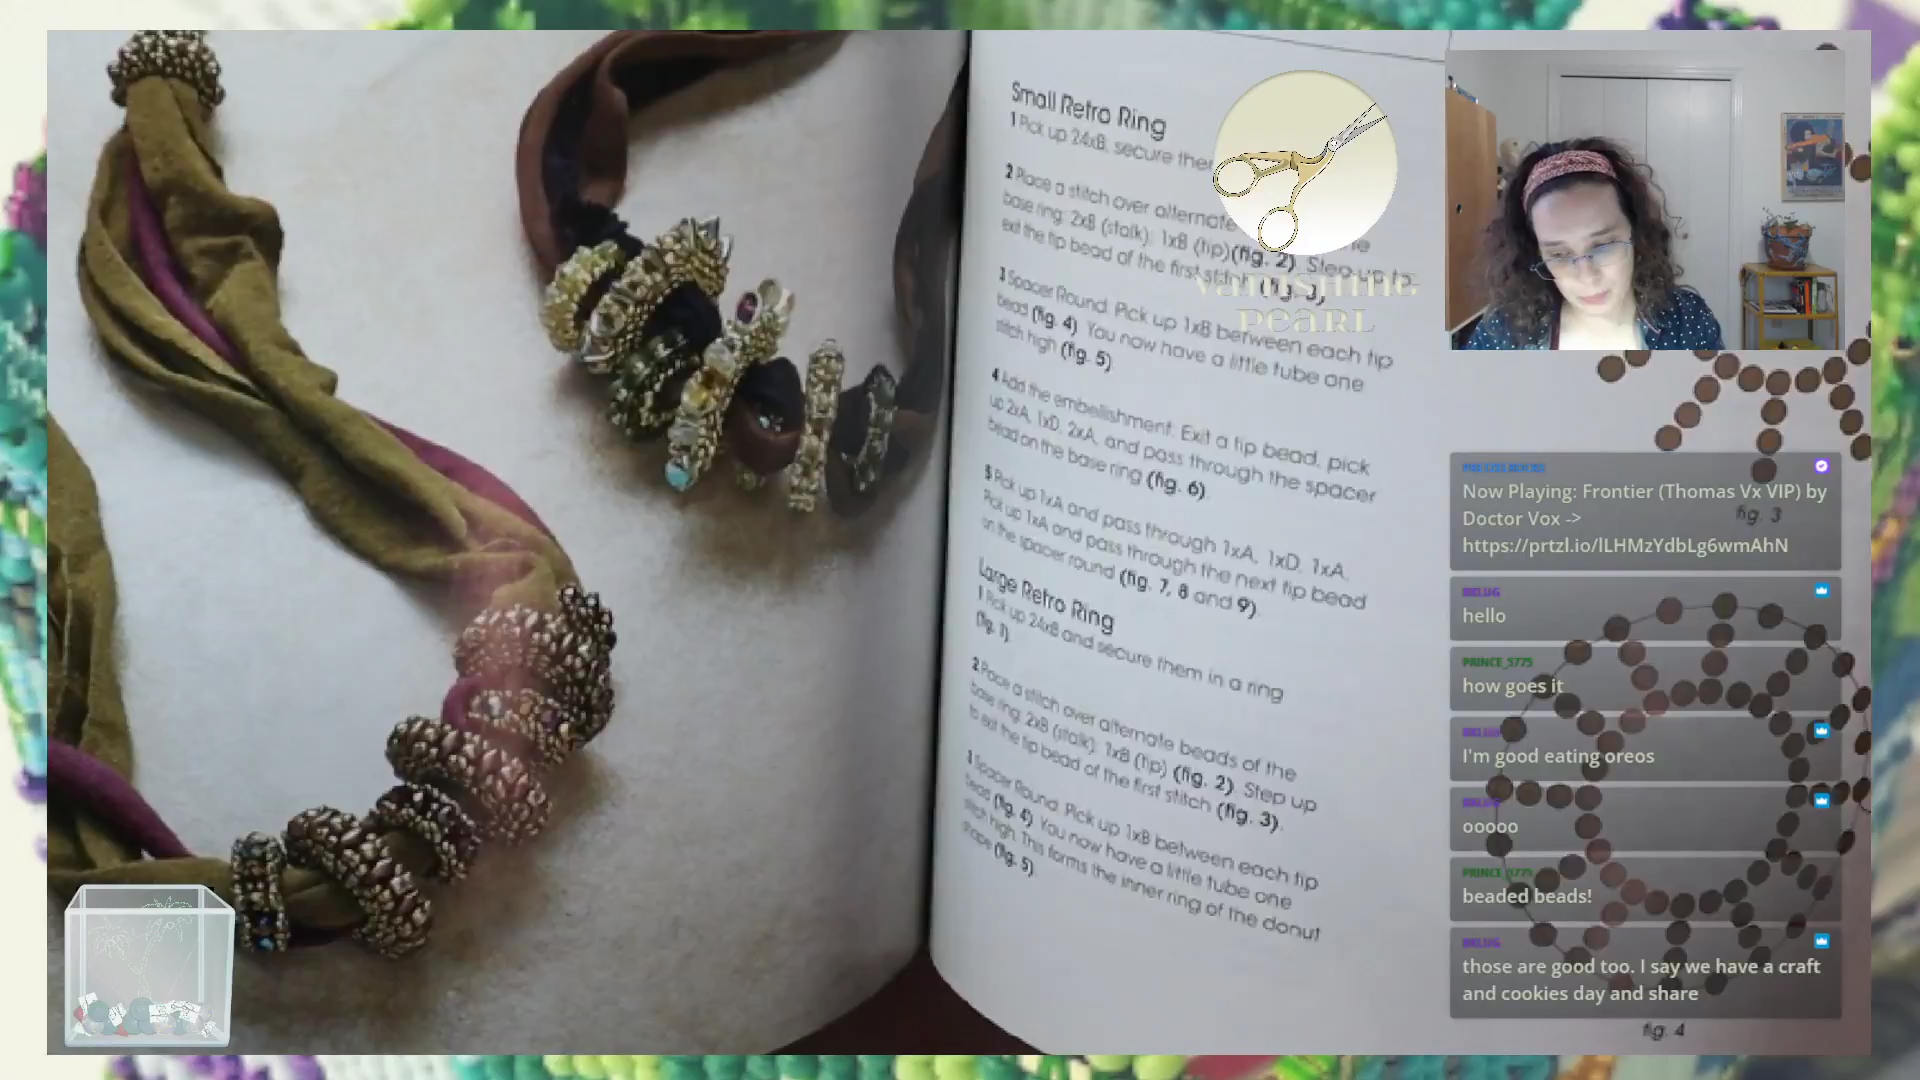 Small Retro Ring
1 Pick up 24xB, secure
2 Place a stitch over alternate
base ring: 2xB (stalk); 1xB (tip)(fig. 2). Step up to
exit the tip bead of the first stitch
3 Spacer Round. Pick up 1xB between each tip
bead (fig. 4). You now have a little tube one
stitch high (fig. 5).
4 Add the embellishment. Exit a tip bead, pick
up 2xA, 1xD, 2xA, and pass through the spacer
bead on the base ring (fig. 6).
5 Pick up 1xA and pass through 1xA, 1xD, 1xA.
Pick up 1xA and pass through the next tip bead
on the spacer round (fig. 7, 8 and 9).
Large Retro Ring
1 Pick up 24xB and secure them in a ring
(fig. 1).
2 Place a stitch over alternate beads of the
base ring: 2xB (stalk); 1xB (tip) (fig. 2). Step up
to exit the tip bead of the first stitch (fig. 3).
3 Spacer Round. Pick up 1xB between each tip
bead (fig. 4). You now have a little tube one
stitch high. This forms the inner ring of the donut
shape (fig. 5).
VANISHING
PEARL
Now Playing: Frontier (Thomas Vx VIP) by
Doctor Vox ->
https://prtzl.io/lLHMzYdbLg6wmAhN
fig. 3
hello
PRINCE_5775
how goes it
I'm good eating oreos
ooooo
PRINCE_5775
beaded beads!
those are good too. I say we have a craft
and cookies day and share
fig. 4